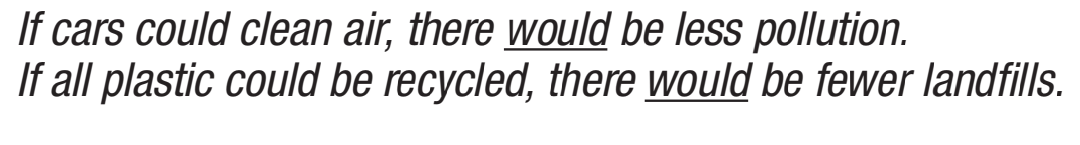 If cars could clean air, there would be less pollution.
If all plastic could be recycled, there would be fewer landfills.